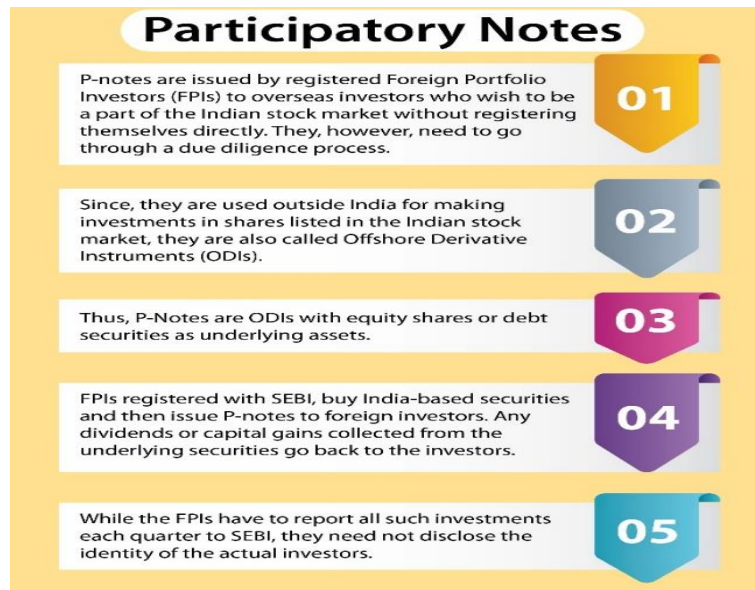 Participatory Notes
P-notes are issued by registered Foreign Portfolio
Investors (FPIs) to overseas investors who wish to be
a part of the Indian stock market without registering
themselves directly. They, however, need to go
through a due diligence process.
01
Since, they are used outside India for making
investments in shares listed in the Indian stock
market, they are also called Offshore Derivative
Instruments (ODIs).
02
Thus, P-Notes are ODIs with equity shares or debt
securities as underlying assets.
03
FPIs registered with SEBI, buy India-based securities
and then issue P-notes to foreign investors. Any
dividends or capital gains collected from the
underlying securities go back to the investors.
04
While the FPIs have to report all such investments
each quarter to SEBI, they need not disclose the
identity of the actual investors.
05